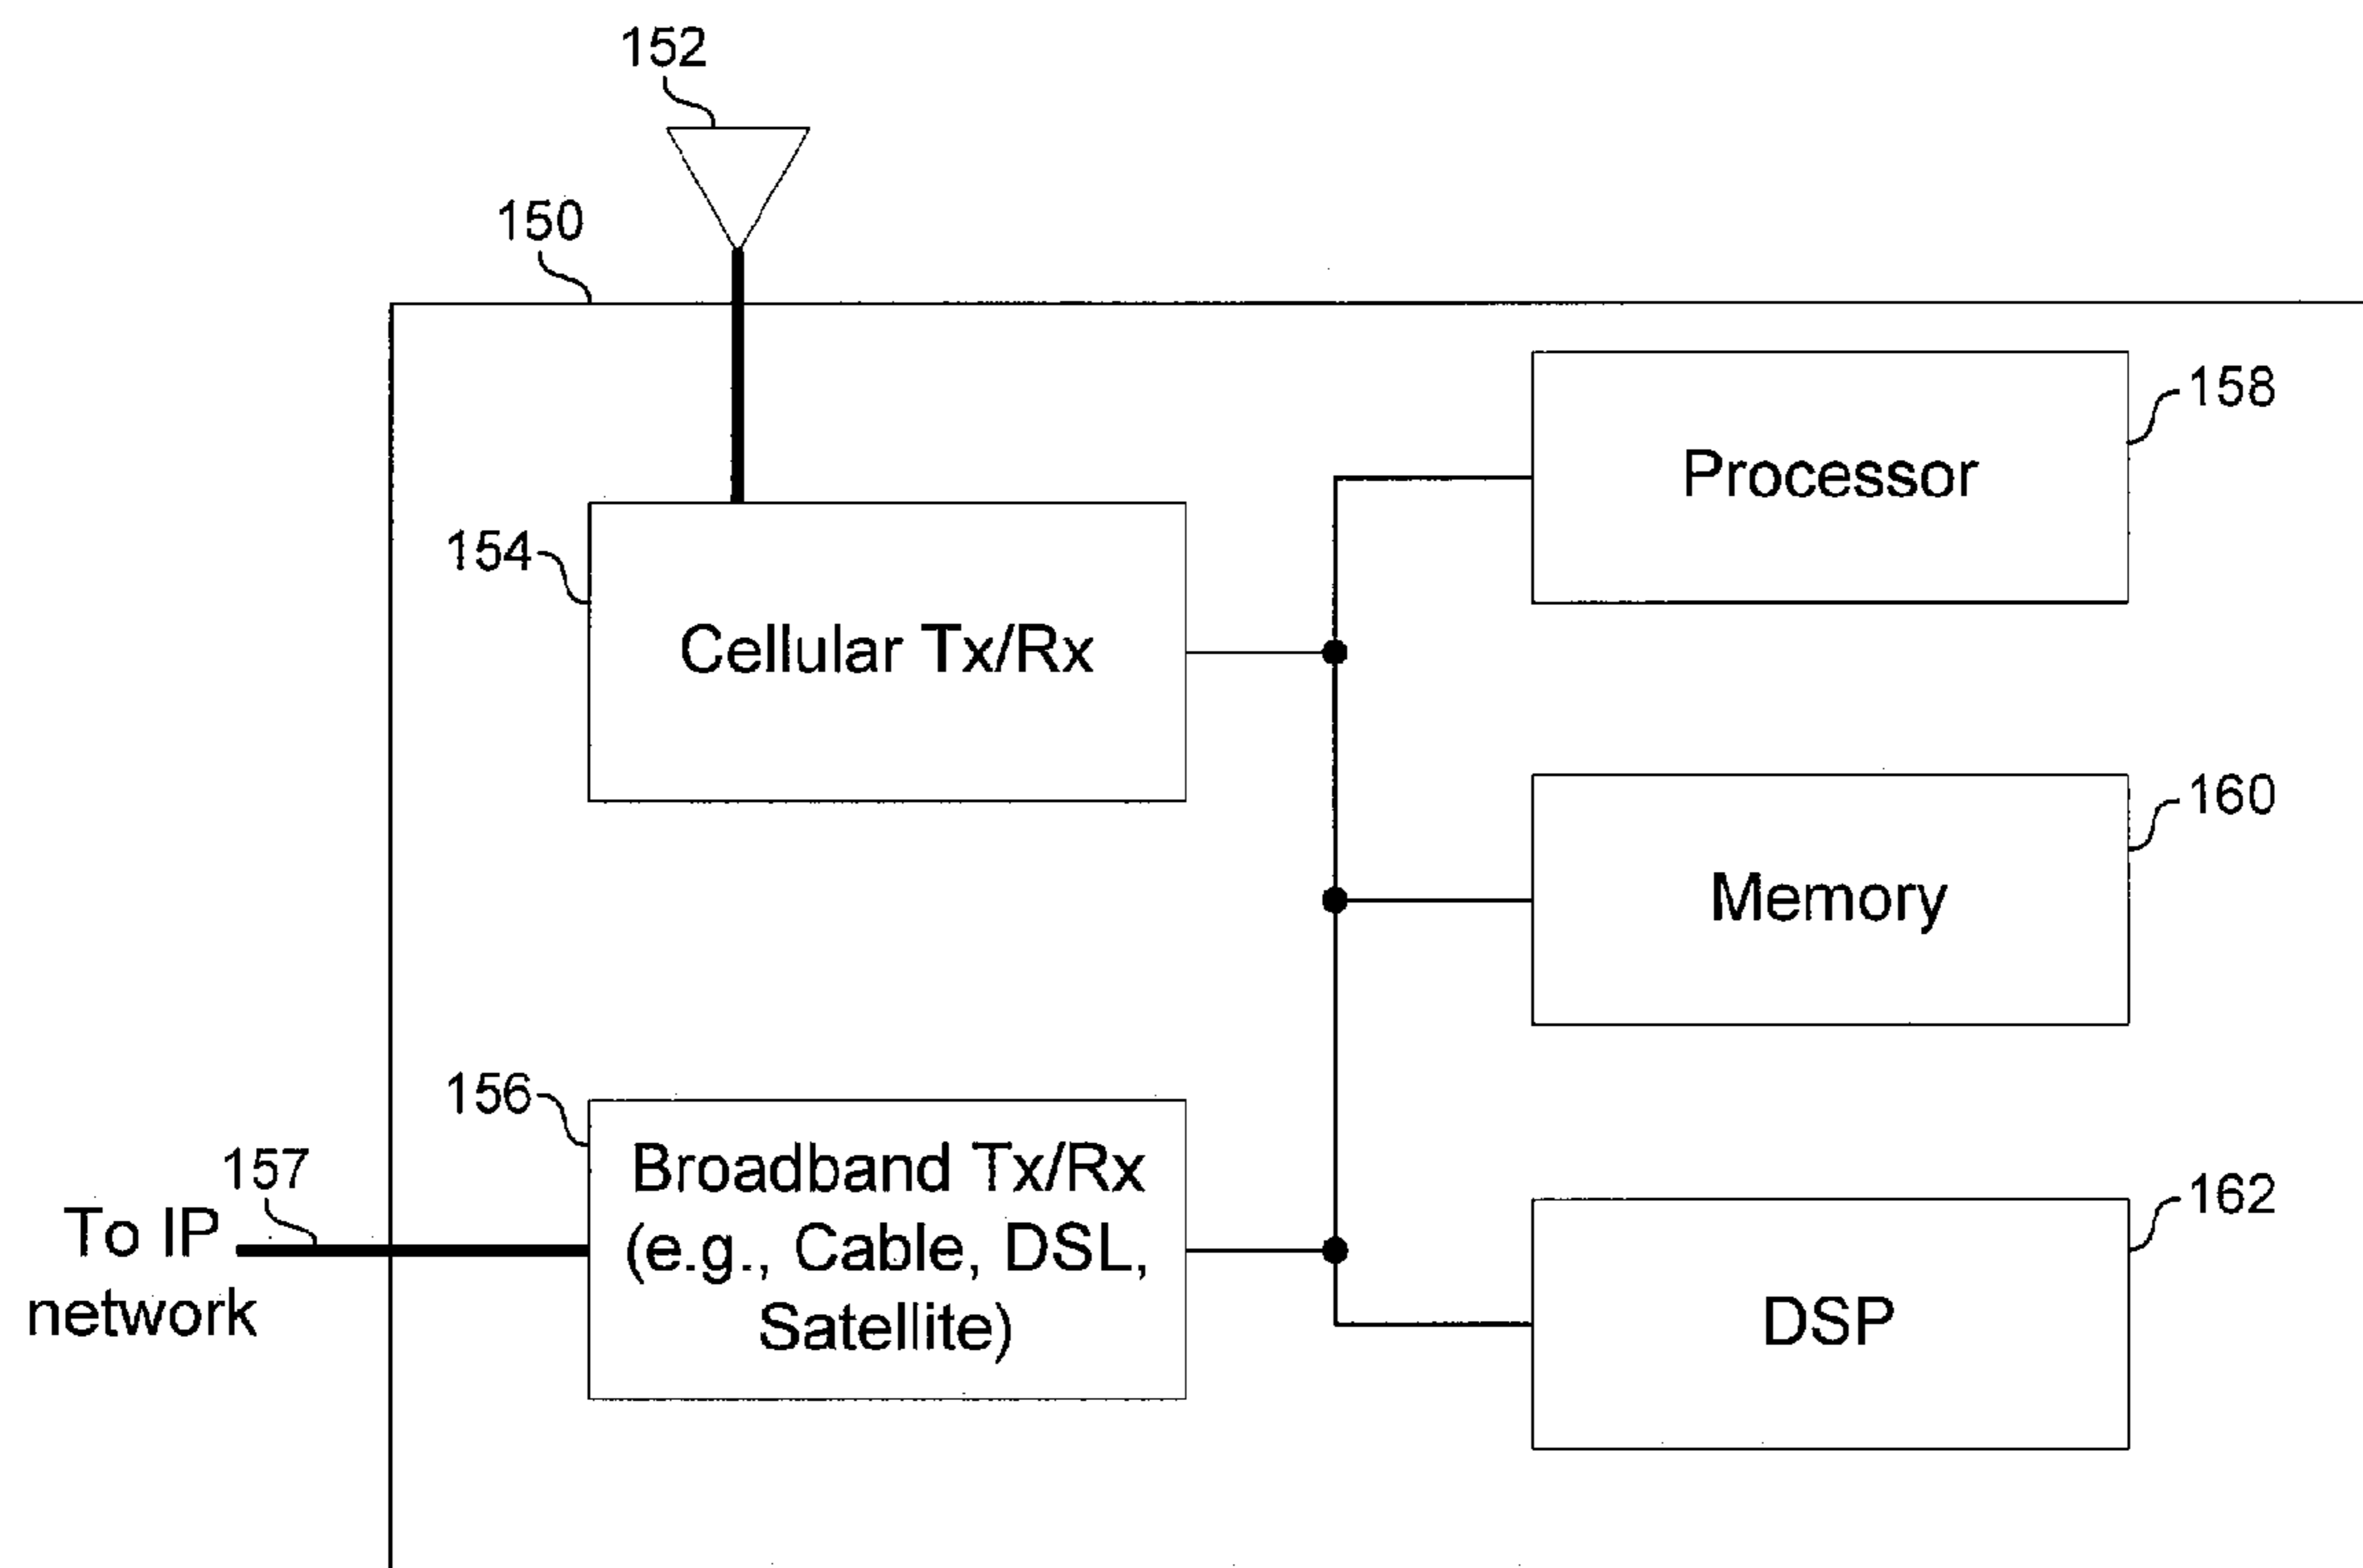 152
150
158
Processor
154
Cellular Tx/Rx
160
Memory
156
Broadband Tx/Rx
(e.g., Cable, DSL,
Satellite)
157
To IP
network
162
DSP